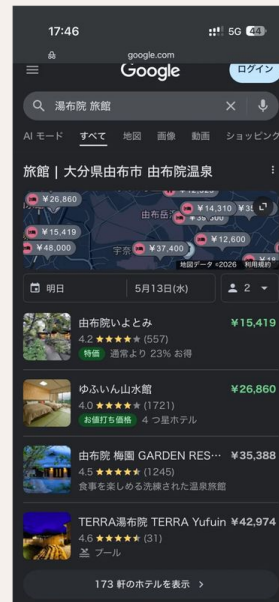 17:46
5G 44
google.com
Google
ログイン
湯布院 旅館
AI モード すべて 地図 画像 動画 ショッピング
旅館 | 大分県由布市 由布院温泉
¥26,860
¥14,310
由布岳
¥15,419
¥12,600
¥48,000
¥37,400
地図データ ©2026 利用規約
明日
5月13日(水)
2
由布院いよとみ ¥15,419
4.2 ★★★★★ (557)
特価 通常より 23% お得
ゆふいん山水館 ¥26,860
4.0 ★★★★★ (1721)
お値打ち価格 4 つ星ホテル
由布院 梅園 GARDEN RES… ¥35,388
4.5 ★★★★★ (1245)
食事を楽しめる洗練された温泉旅館
TERRA湯布院 TERRA Yufuin ¥42,974
4.6 ★★★★★ (31)
プール
173 軒のホテルを表示 >